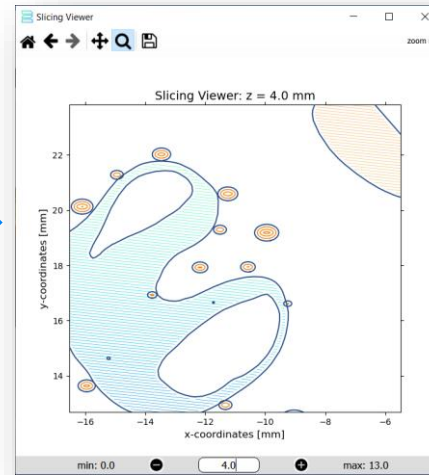 Slicing Viewer
zoom
Slicing Viewer: z = 4.0 mm
22
20
18
16
14
y-coordinates [mm]
−16 −14 −12 −10 −8 −6
x-coordinates [mm]
min: 0.0 4.0 max: 13.0